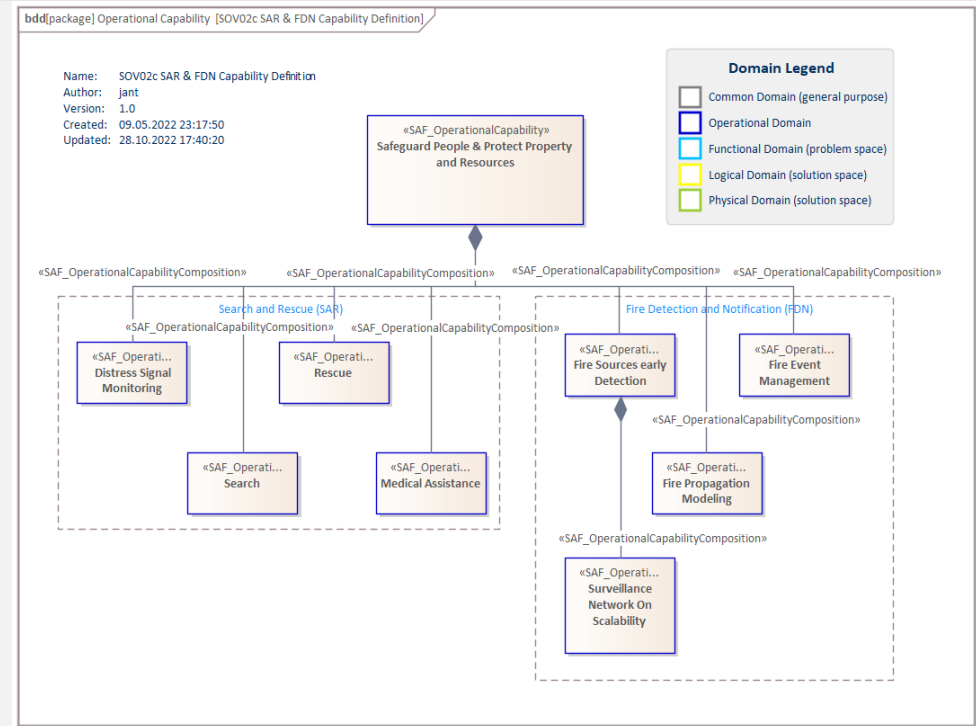 bdd[package] Operational Capability [SOV02c SAR & FDN Capability Definition]
Name: SOV02c SAR & FDN Capability Definition
Author: jant
Version: 1.0
Created: 09.05.2022 23:17:50
Updated: 28.10.2022 17:40:20
Domain Legend
Common Domain (general purpose)
Operational Domain
Functional Domain (problem space)
Logical Domain (solution space)
Physical Domain (solution space)
«SAF_OperationalCapability»
Safeguard People & Protect Property
and Resources
«SAF_OperationalCapabilityComposition»
«SAF_OperationalCapabilityComposition»
«SAF_OperationalCapabilityComposition»
«SAF_OperationalCapabilityComposition»
Search and Rescue (SAR)
«SAF_OperationalCapabilityComposition»
«SAF_OperationalCapabilityComposition»
Fire Detection and Notification (FDN)
«SAF_Operati...
Distress Signal
Monitoring
«SAF_Operati...
Rescue
«SAF_Operati...
Fire Sources early
Detection
«SAF_Operati...
Fire Event
Management
«SAF_OperationalCapabilityComposition»
«SAF_Operati...
Search
«SAF_Operati...
Medical Assistance
«SAF_Operati...
Fire Propagation
Modeling
«SAF_OperationalCapabilityComposition»
«SAF_Operati...
Surveillance
Network On
Scalability